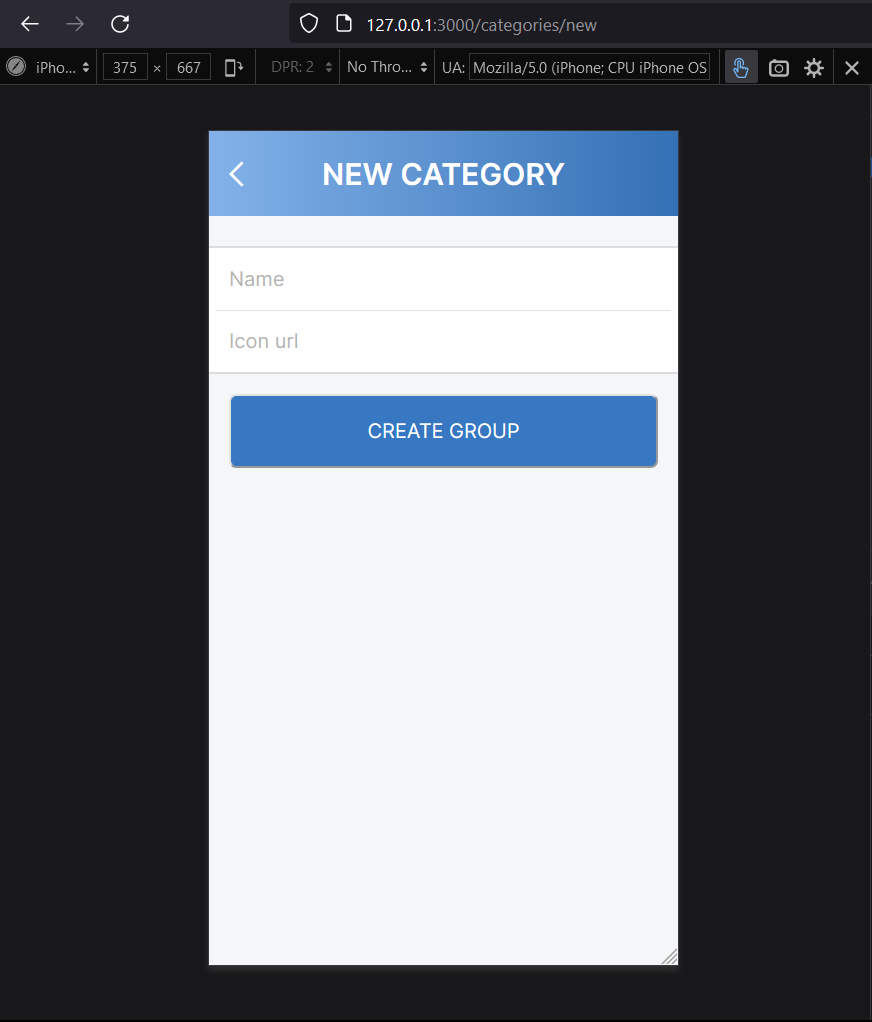 127.0.0.1:3000/categories/new
iPho... 375 × 667 DPR: 2 No Thro... UA: Mozilla/5.0 (iPhone; CPU iPhone OS
NEW CATEGORY
Name
Icon url
CREATE GROUP